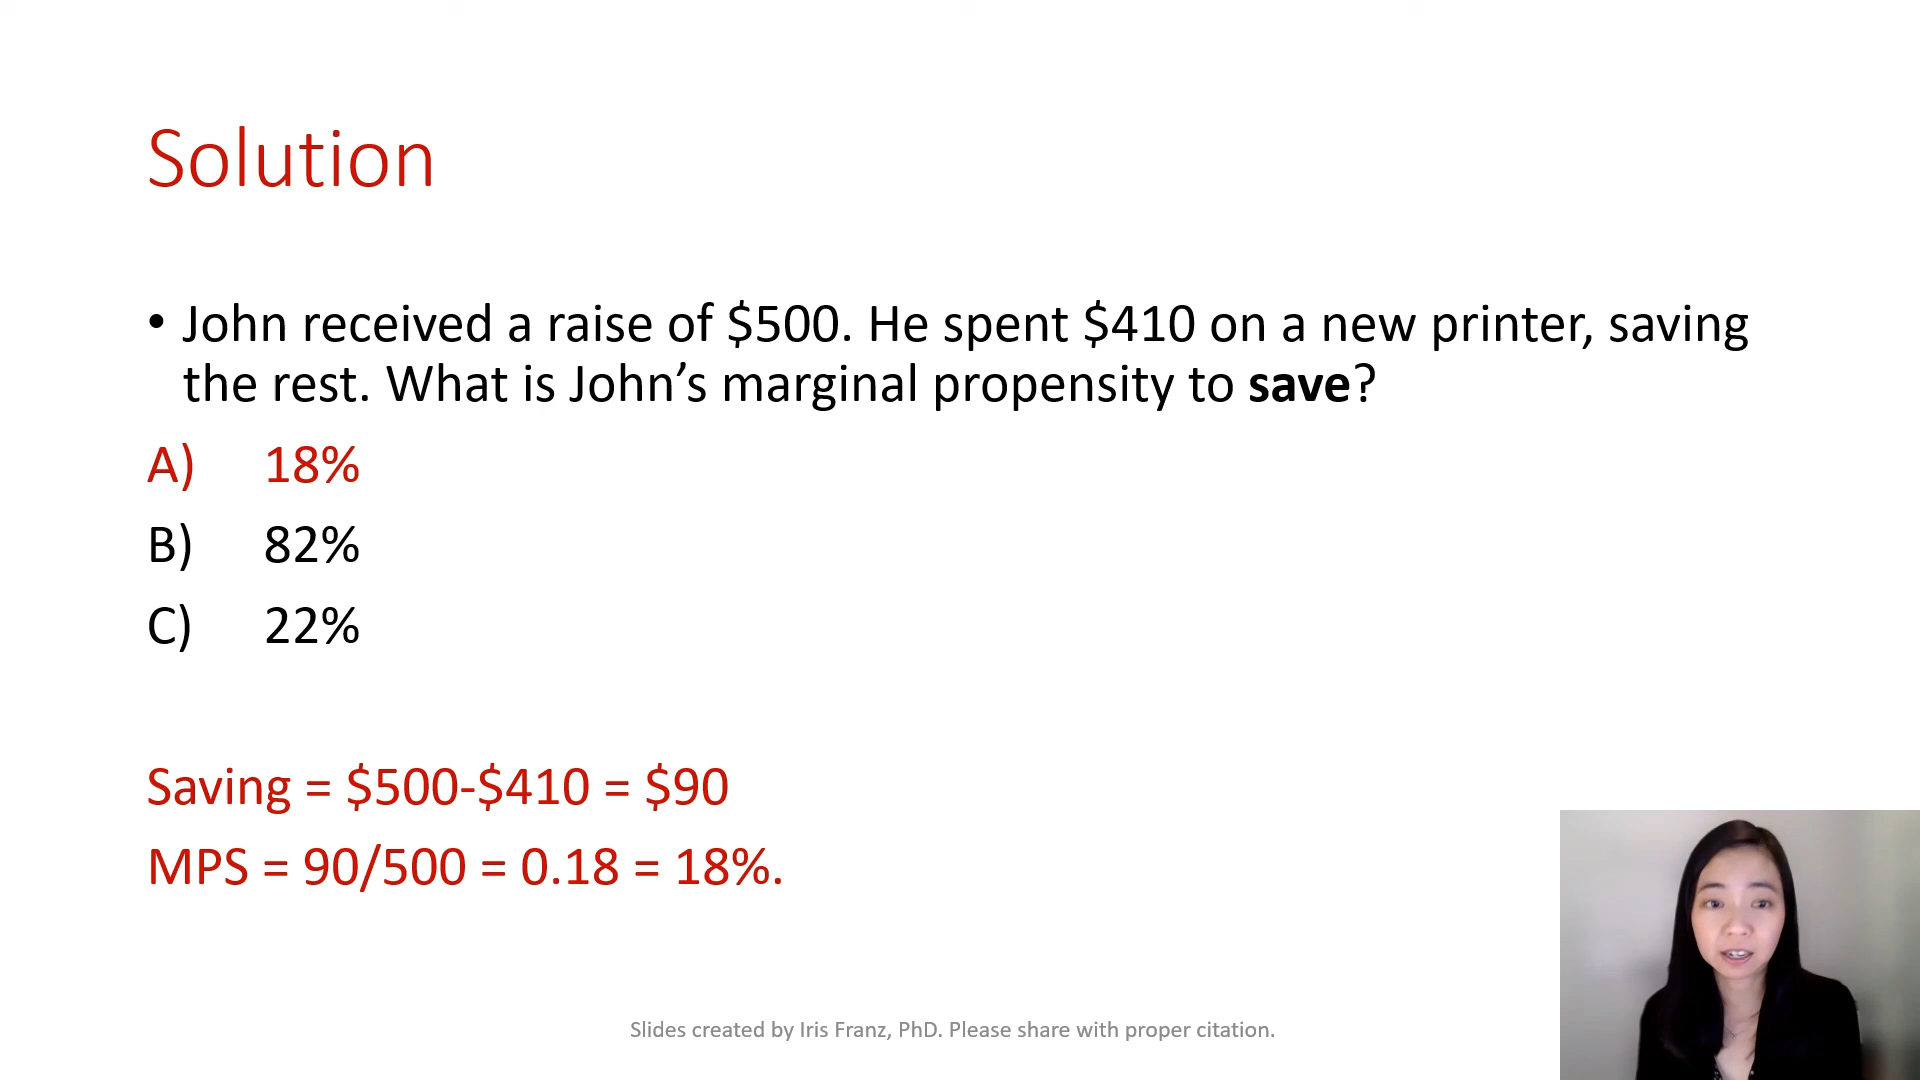 Solution
• John received a raise of $500. He spent $410 on a new printer, saving
the rest. What is John’s marginal propensity to save?
A) 18%
B) 82%
C) 22%
Saving = $500-$410 = $90
MPS = 90/500 = 0.18 = 18%.
Slides created by Iris Franz, PhD. Please share with proper citation.